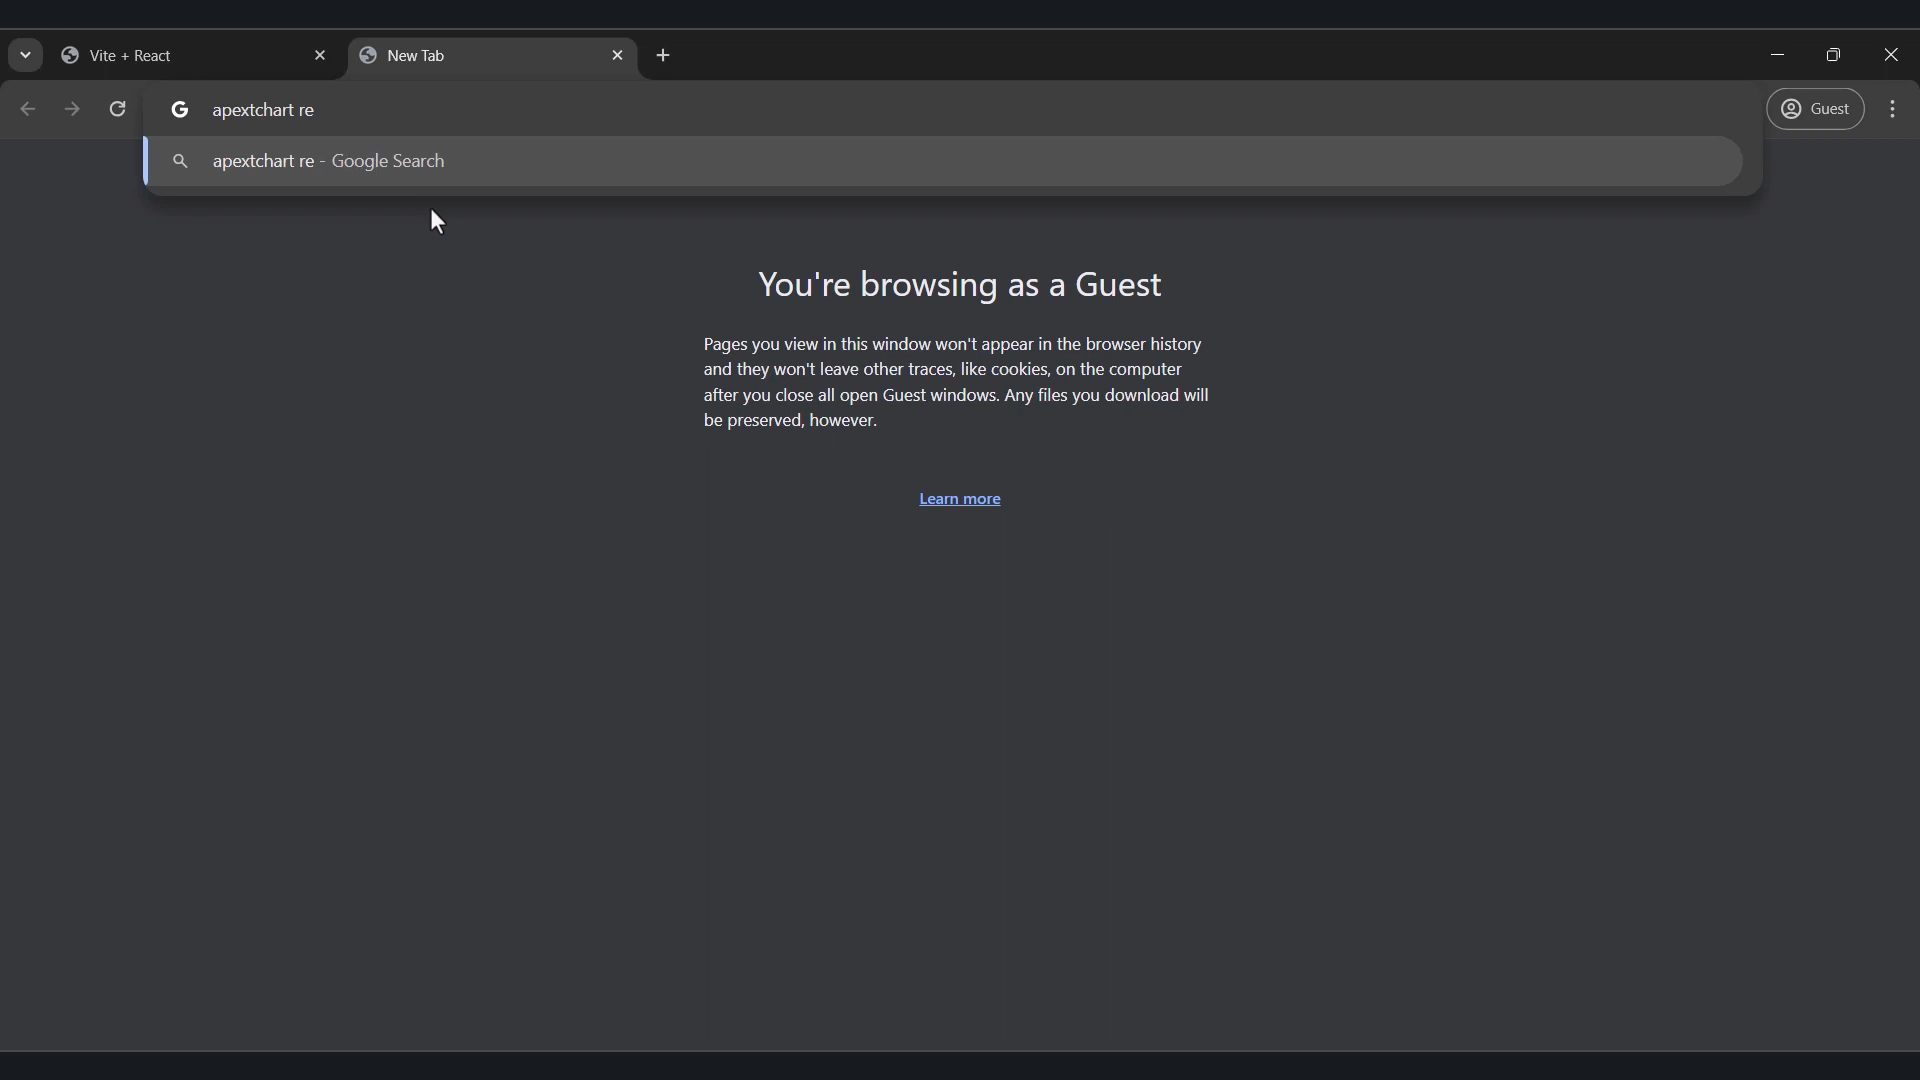 Vite + React
New Tab
apextchart re
Guest
apextchart re - Google Search
You're browsing as a Guest
Pages you view in this window won't appear in the browser history
and they won't leave other traces, like cookies, on the computer
after you close all open Guest windows. Any files you download will
be preserved, however.
Learn more